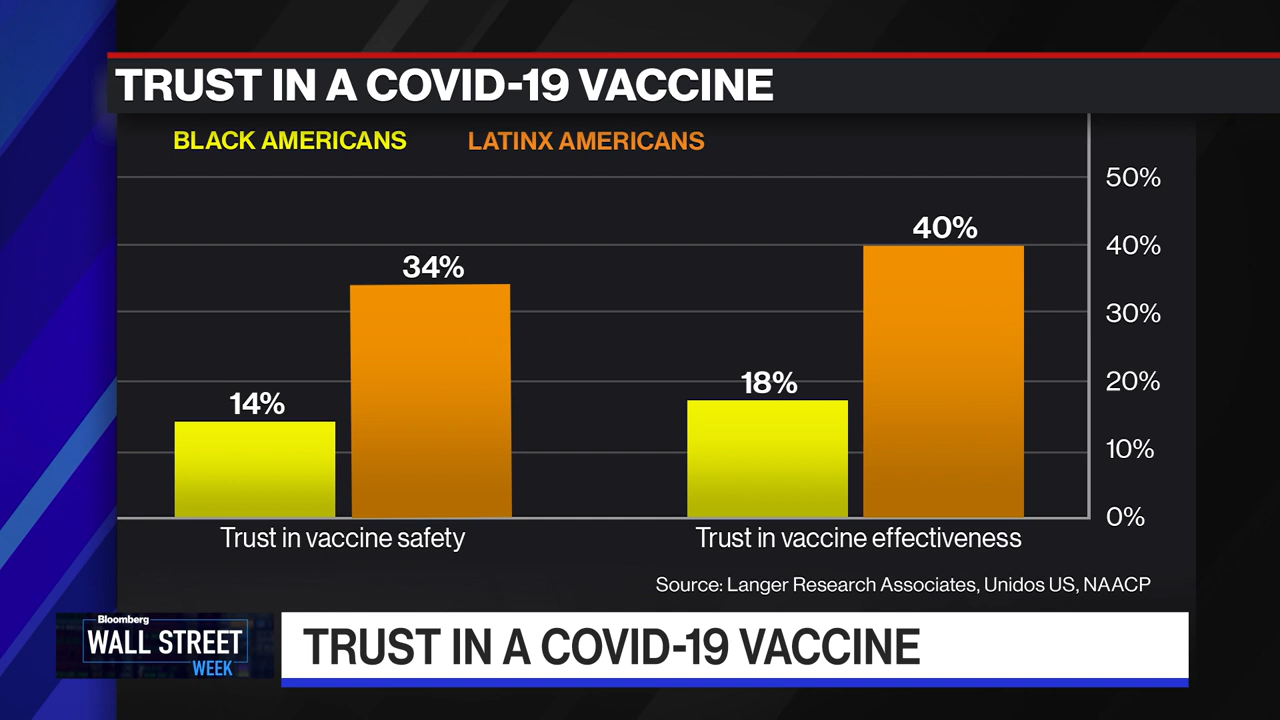 TRUST IN A COVID-19 VACCINE
BLACK AMERICANS LATINX AMERICANS
50%
40%
40%
34%
30%
18%
20%
14%
10%
0%
Trust in vaccine safety Trust in vaccine effectiveness
Source: Langer Research Associates, Unidos US, NAACP
Bloomberg
WALL STREET
WEEK
TRUST IN A COVID-19 VACCINE